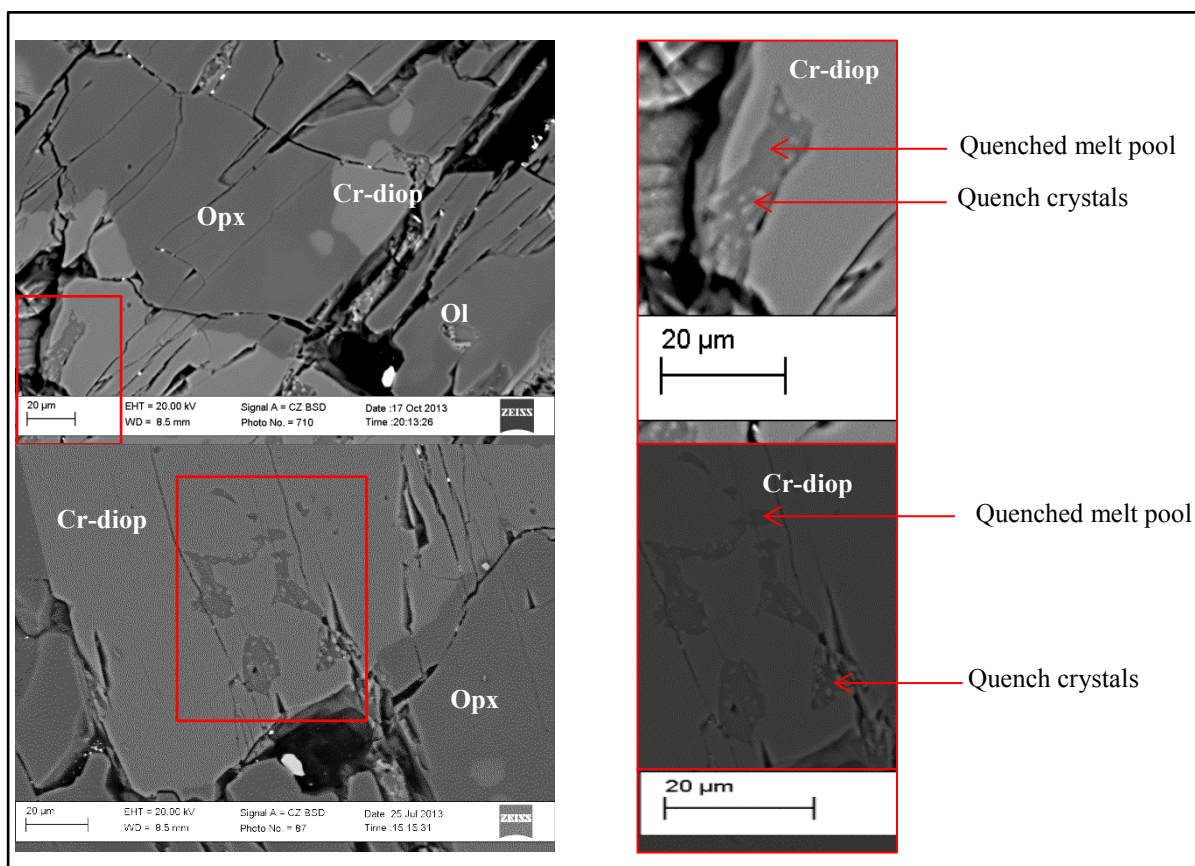 Cr-diop
Opx
Ol
20 µm
EHT = 20.00 kV
WD = 8.5 mm
Signal A = CZ BSD
Photo No. = 710
Date :17 Oct 2013
Time :20:13:26
ZEISS
Cr-diop
Quenched melt pool
Quench crystals
20 µm
Cr-diop
Opx
20 µm
EHT = 20.00 kV
WD = 8.5 mm
Signal A = CZ BSD
Photo No. = 87
Date :25 Jul 2013
Time :15:15:31
ZEISS
Cr-diop
Quenched melt pool
Quench crystals
20 µm